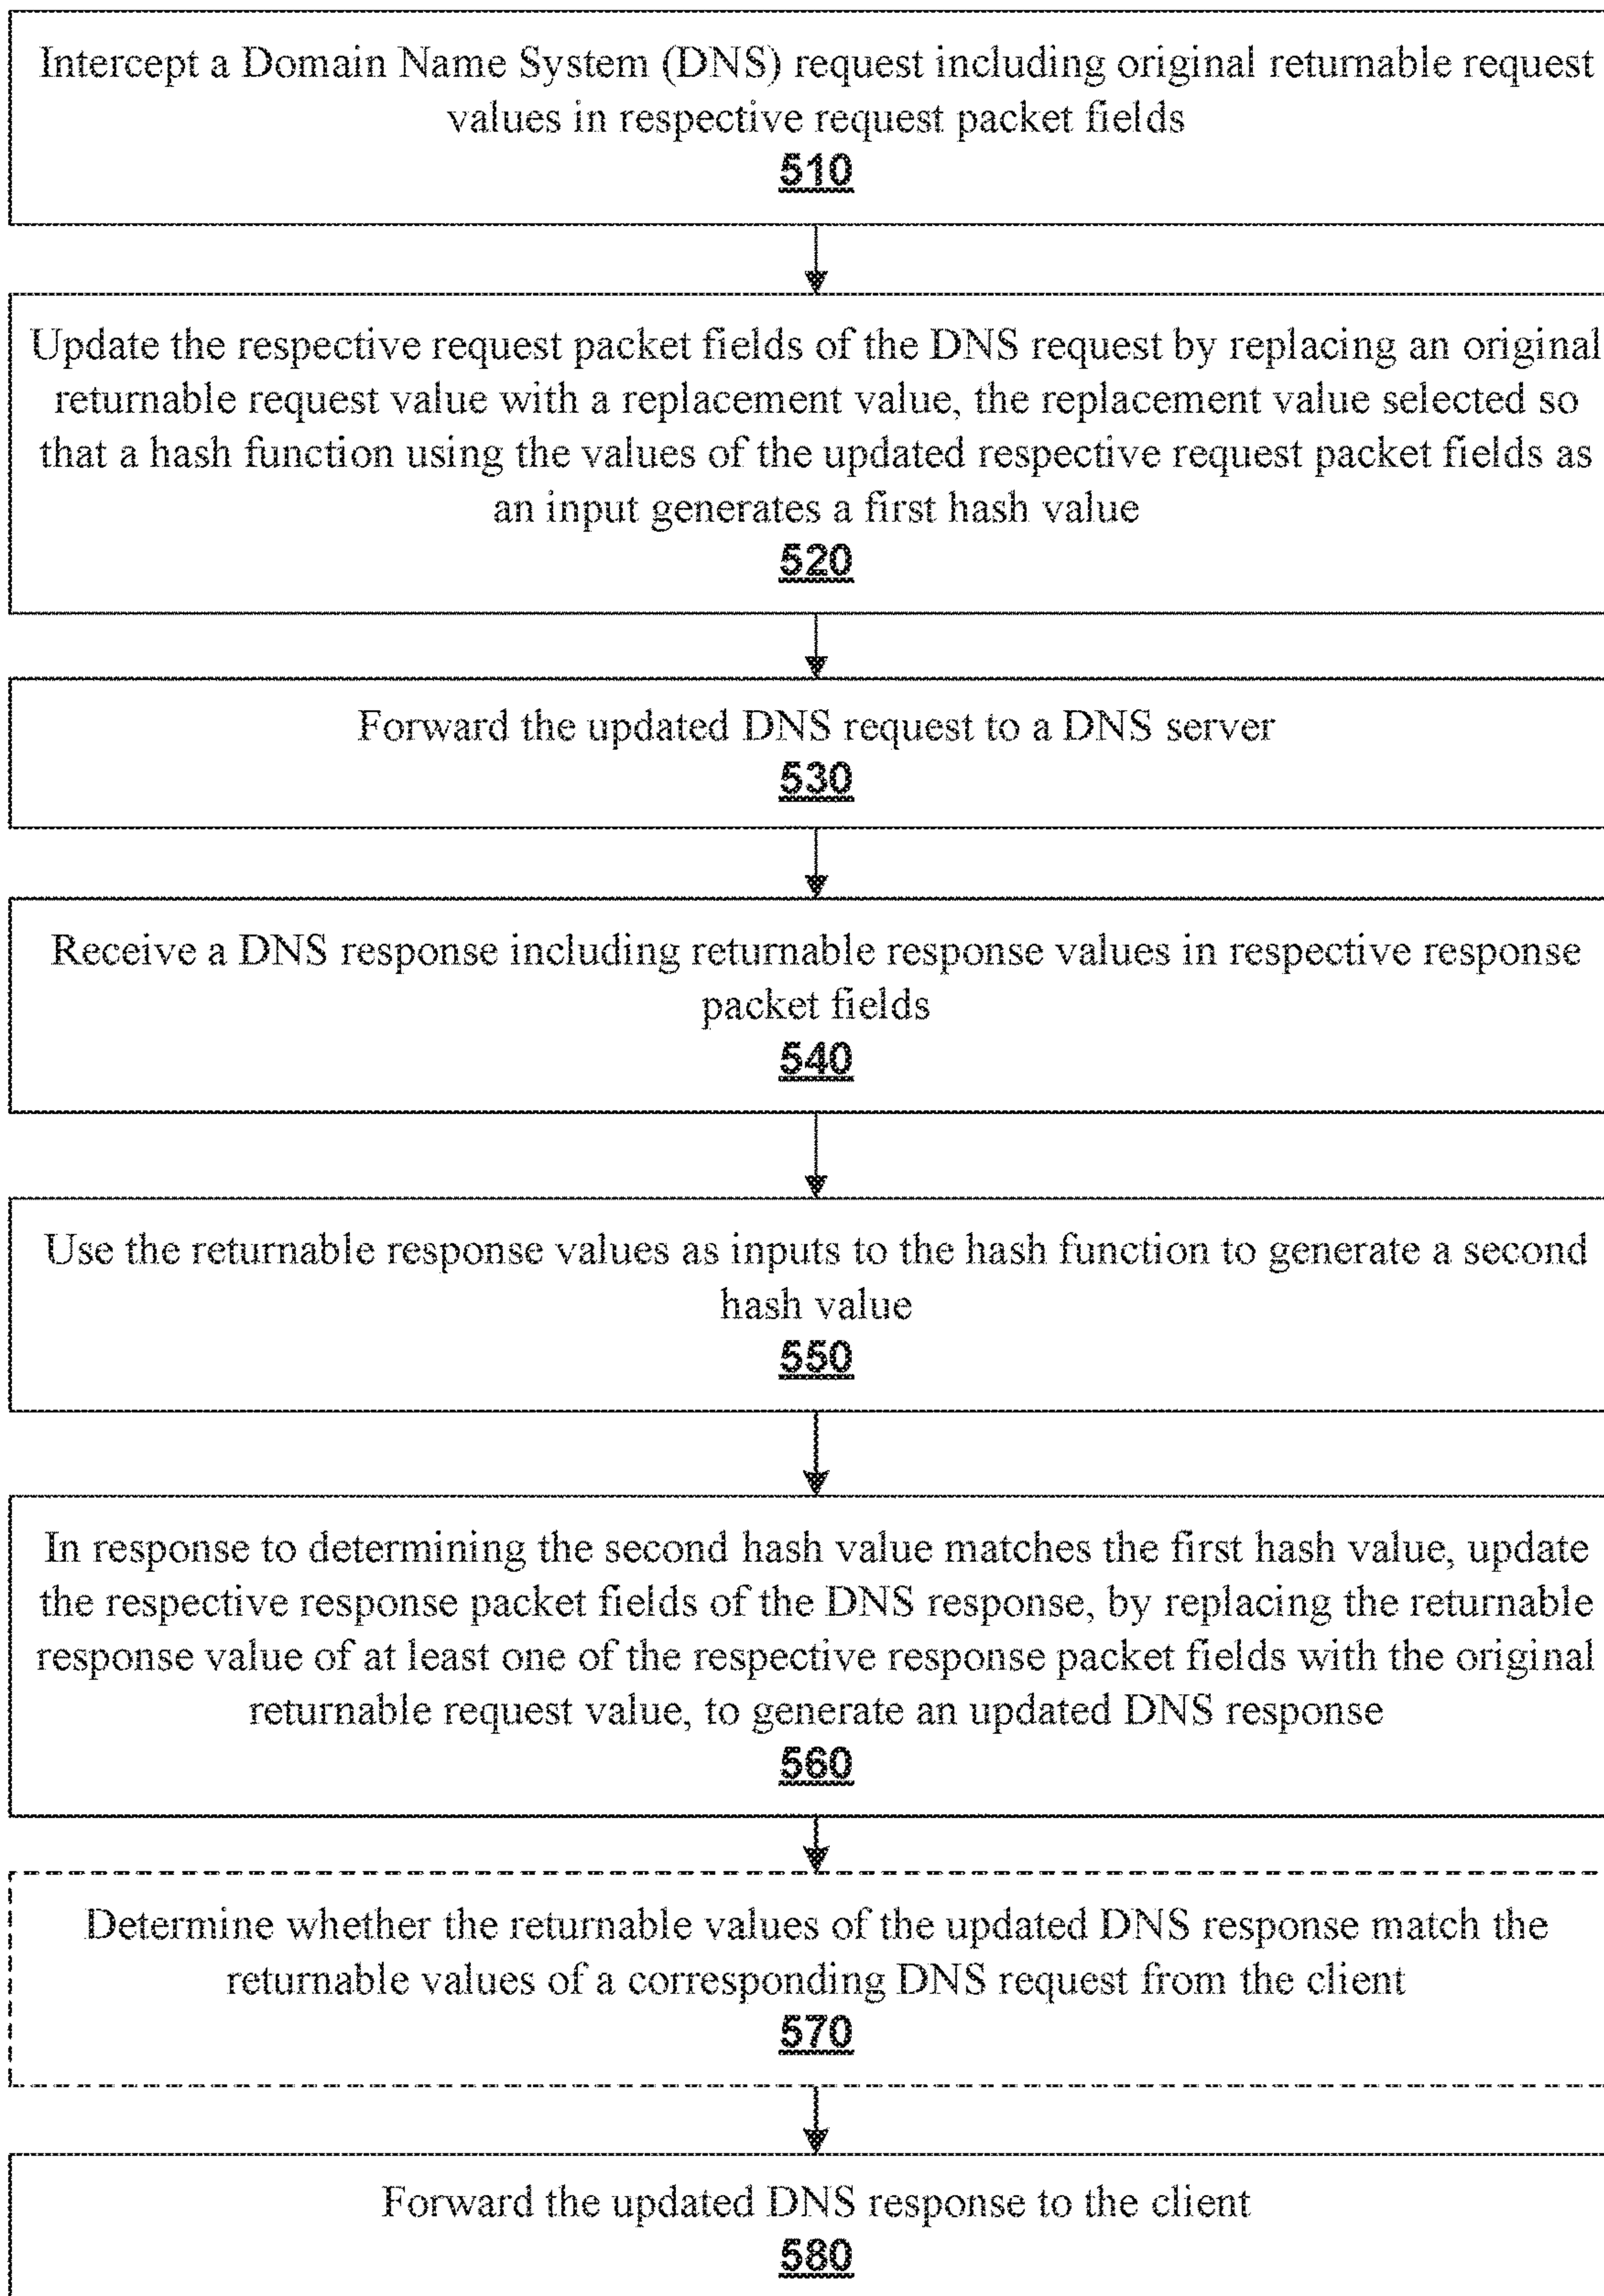 Intercept a Domain Name System (DNS) request including original returnable request
values in respective request packet fields
510
Update the respective request packet fields of the DNS request by replacing an original
returnable request value with a replacement value, the replacement value selected so
that a hash function using the values of the updated respective request packet fields as
an input generates a first hash value
520
Forward the updated DNS request to a DNS server
530
Receive a DNS response including returnable response values in respective response
packet fields
540
Use the returnable response values as inputs to the hash function to generate a second
hash value
550
In response to determining the second hash value matches the first hash value, update
the respective response packet fields of the DNS response, by replacing the returnable
response value of at least one of the respective response packet fields with the original
returnable request value, to generate an updated DNS response
560
Determine whether the returnable values of the updated DNS response match the
returnable values of a corresponding DNS request from the client
570
Forward the updated DNS response to the client
580